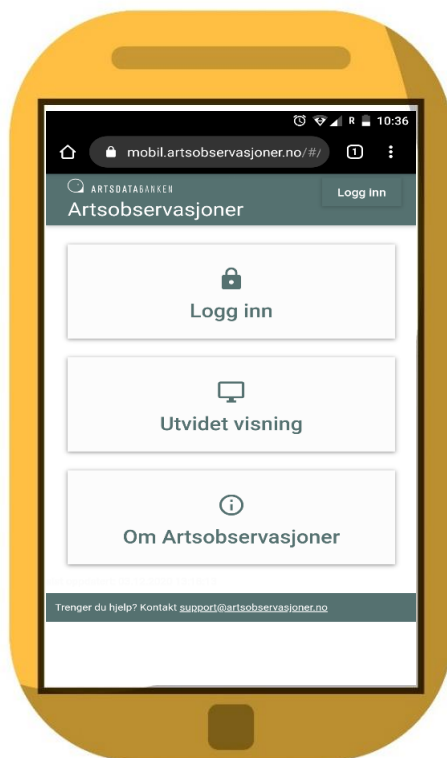 R 10:36
mobil.artsobservasjoner.no/#/ 1
ARTSDATABANKEN
Artsobservasjoner
Logg Inn
Logg inn
Utvidet visning
Om Artsobservasjoner
Trenger du hjelp? Kontakt support@artsobservasjoner.no